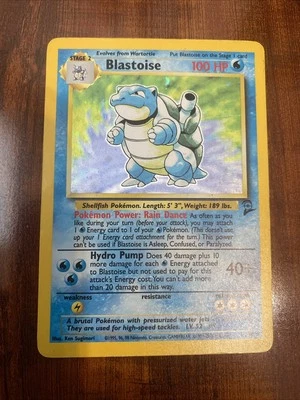 Evolves from Wartortle Put Blastoise on the Stage 1 card
STAGE 2
Blastoise 100 HP
Shellfish Pokémon. Length: 5' 3", Weight: 189 lbs.
Pokémon Power: Rain Dance As often as you
like during your turn (before your attack), you may attach
1 Energy card to 1 of your Pokémon. (This doesn't use
up your 1 Energy card attachment for the turn.) This power
can't be used if Blastoise is Asleep, Confused, or Paralyzed.
Hydro Pump Does 40 damage plus 10
more damage for each Energy attached
to Blastoise but not used to pay for this
attack's Energy cost. You can't add more
than 20 damage in this way.
40+
weakness resistance
A brutal Pokémon with pressurized water jets
They are used for high-speed tackles. LV. 52
Illus. Ken Sugimori